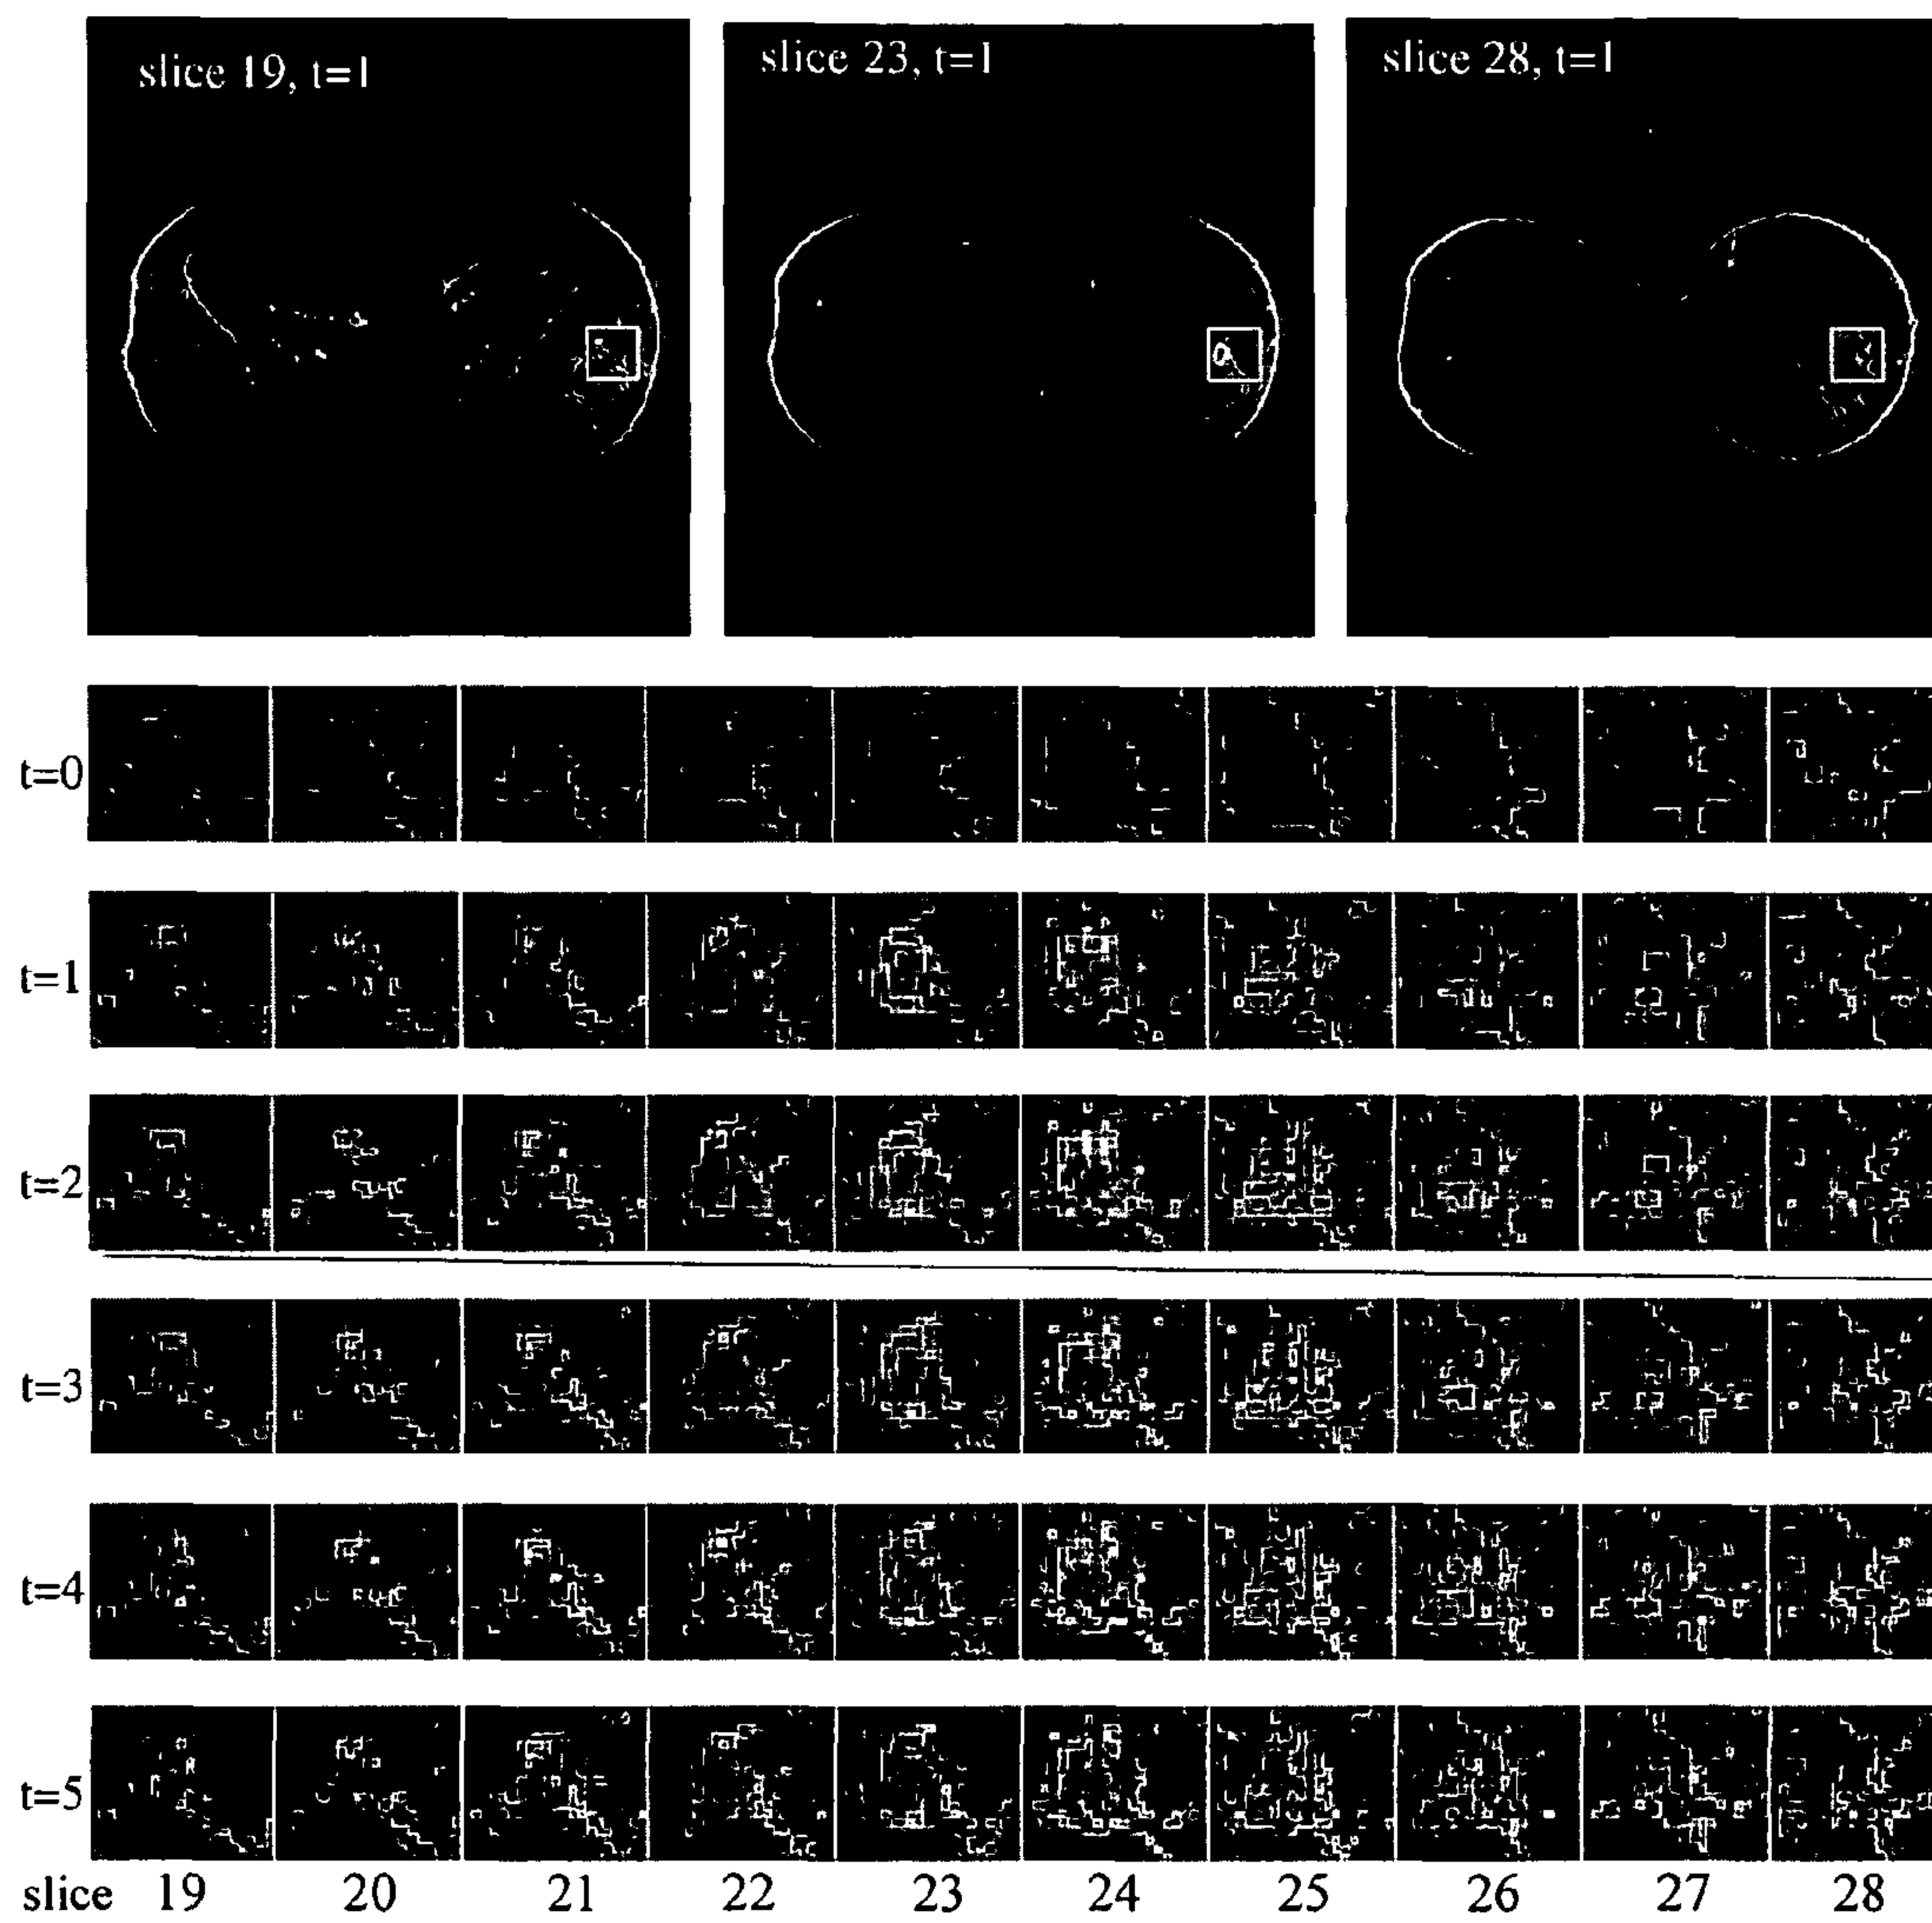 slice 19, t=1
slice 23, t=1
slice 28, t=1
t=0
t=1
t=2
t=3
t=4
t=5
slice 19 20 21 22 23 24 25 26 27 28